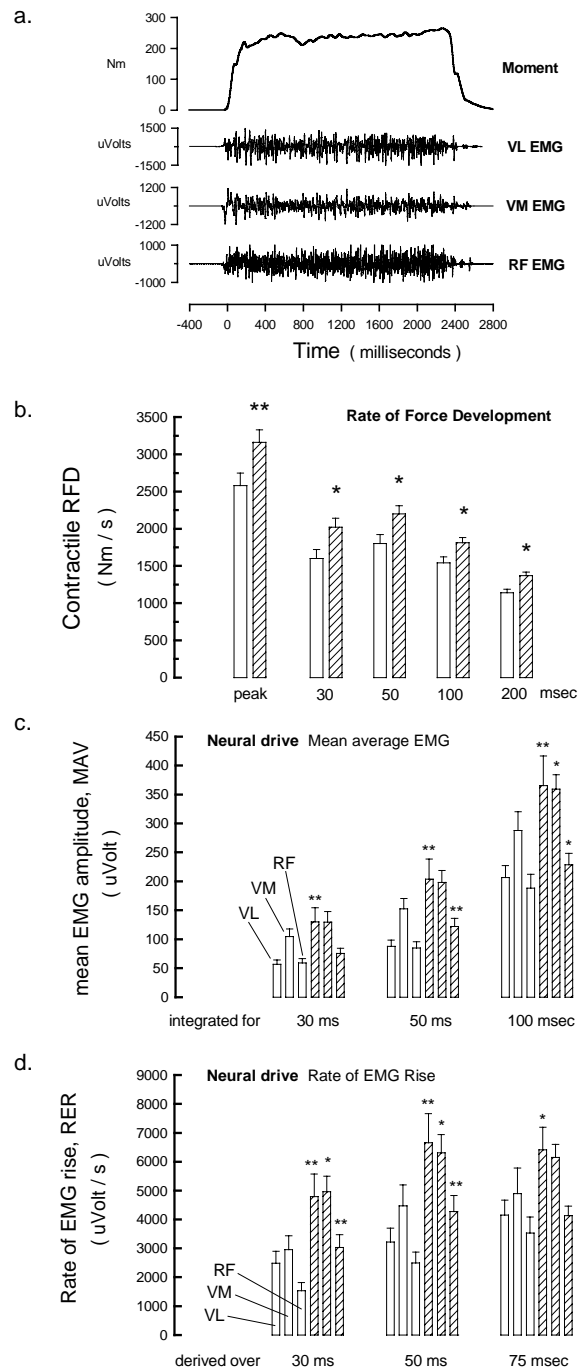 a.
300
Nm
200
100
0
Moment
1500
uVolts
-1500
VL EMG
1200
uVolts
-1200
VM EMG
1000
uVolts
-1000
RF EMG
-400 0 400 800 1200 1600 2000 2400 2800
Time ( milliseconds )
b.
Rate of Force Development
Contractile RFD
( Nm / s )
3500
3000
2500
2000
1500
1000
500
0
** * * * *
peak 30 50 100 200 msec
c.
Neural drive Mean average EMG
mean EMG amplitude, MAV
( uVolt )
450
400
350
300
250
200
150
100
50
0
VL
VM
RF
** ** ** ** * *
integrated for 30 ms 50 ms 100 msec
d.
Neural drive Rate of EMG Rise
Rate of EMG rise, RER
( uVolt / s )
9000
8000
7000
6000
5000
4000
3000
2000
1000
0
RF
VM
VL
** * ** ** * ** *
derived over 30 ms 50 ms 75 msec